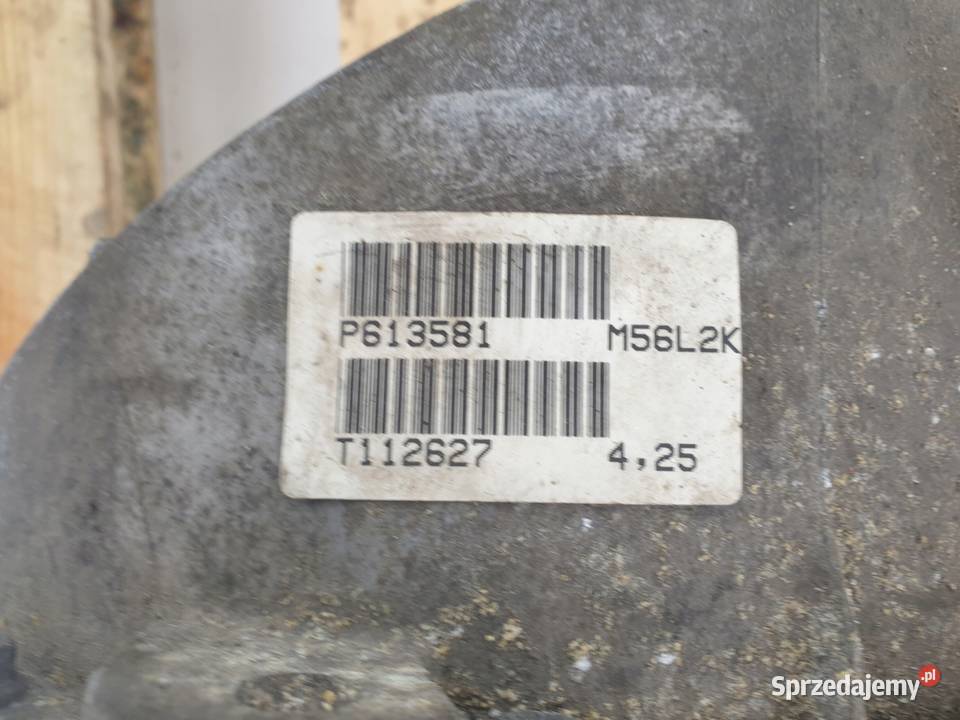 P613581 M56L2K
T112627 4,25
Sprzedajemy.pl